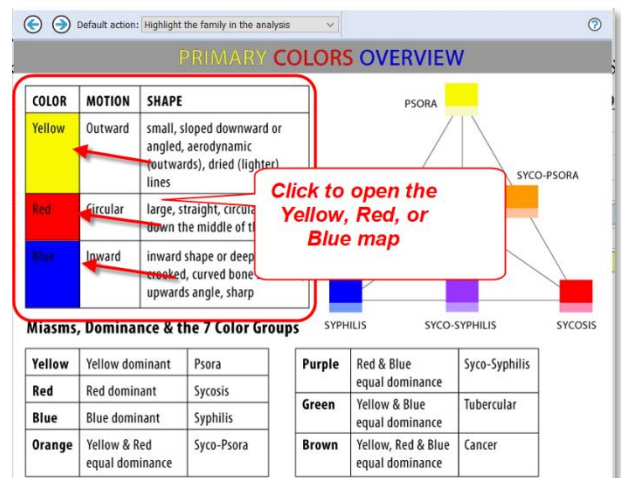 Default action: Highlight the family in the analysis
PRIMARY COLORS OVERVIEW
COLOR MOTION SHAPE
Yellow Outward small, sloped downward or
angled, aerodynamic
(outwards), dried (lighter)
lines
Red Circular large, straight, circula
down the middle of
Blue Inward inward shape or deep
crooked, curved bone
upwards angle, sharp
Click to open the
Yellow, Red, or
Blue map
PSORA
SYCO-PSORA
SYPHILIS SYCO-SYPHILIS SYCOSIS
Miasms, Dominance & the 7 Color Groups
Yellow Yellow dominant Psora
Red Red dominant Sycosis
Blue Blue dominant Syphilis
Orange Yellow & Red Syco-Psora
equal dominance
Purple Red & Blue Syco-Syphilis
equal dominance
Green Yellow & Blue Tubercular
equal dominance
Brown Yellow, Red & Blue Cancer
equal dominance